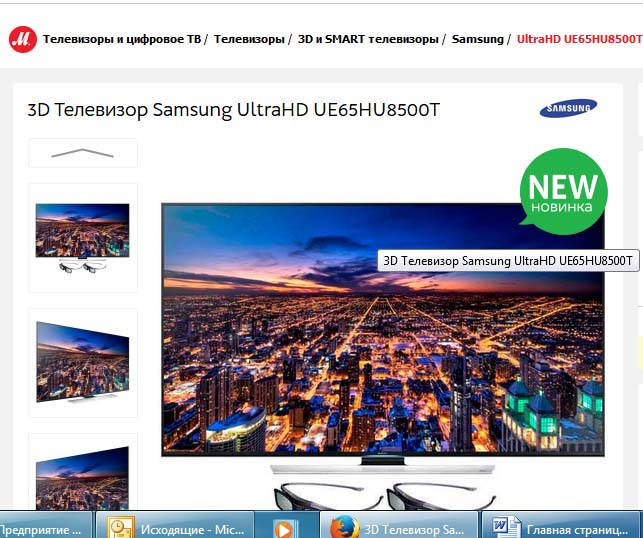 М. Телевизоры и цифровое ТВ / Телевизоры / 3D и SMART телевизоры / Samsung / UltraHD UE65HU8500T
3D Телевизор Samsung UltraHD UE65HU8500T
SAMSUNG
NEW
новинка
3D Телевизор Samsung UltraHD UE65HU8500T
Предприятие ...
Исходящие - Mic...
3D Телевизор Sa...
Главная страниц...